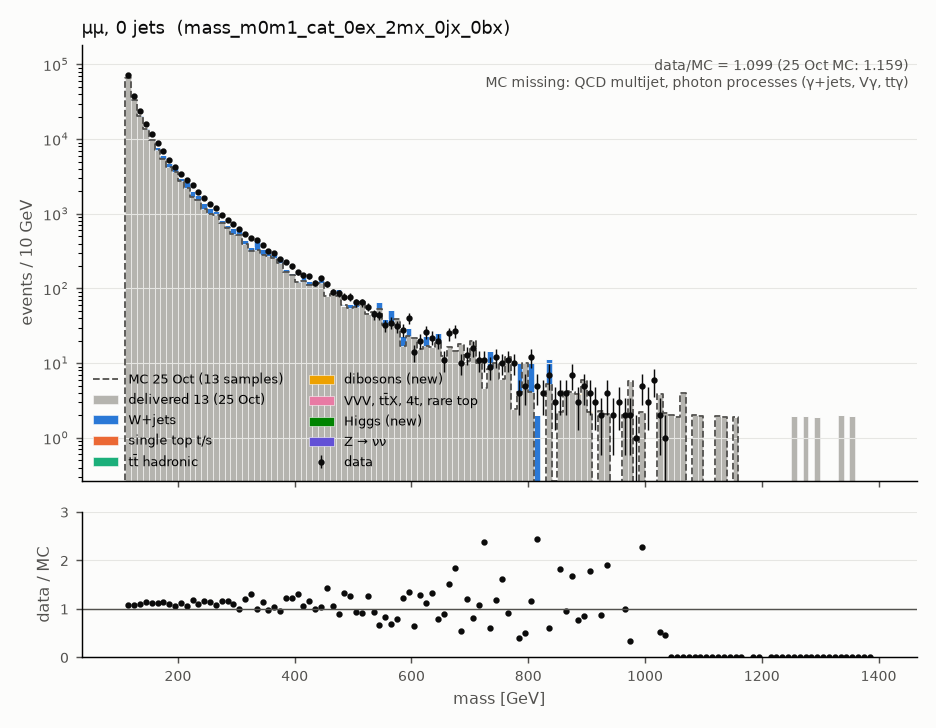 μμ, 0 jets  (mass_m0m1_cat_0ex_2mx_0jx_0bx)
data/MC = 1.099 (25 Oct MC: 1.159)
MC missing: QCD multijet, photon processes (γ+jets, Vγ, ttγ)
10⁵
10⁴
10³
10²
10¹
10⁰
events / 10 GeV
MC 25 Oct (13 samples)
delivered 13 (25 Oct)
W+jets
single top t/s
tt̄ hadronic
dibosons (new)
VVV, tt̄X, 4t, rare top
Higgs (new)
Z → νν
data
3
2
1
0
data / MC
200 400 600 800 1000 1200 1400
mass [GeV]